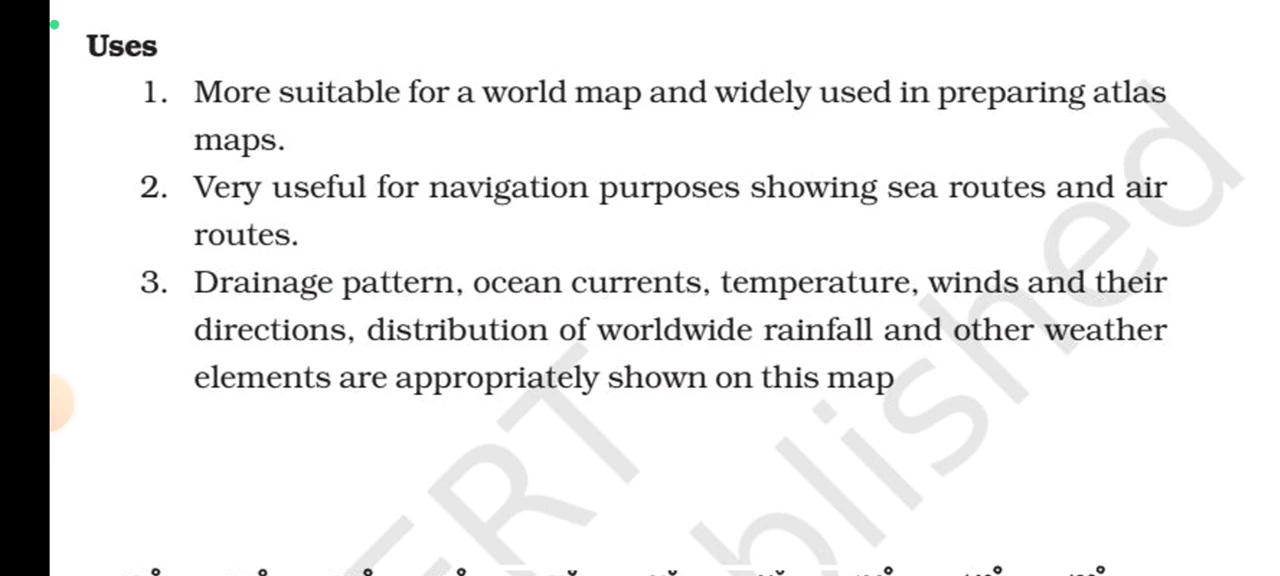 Uses
1. More suitable for a world map and widely used in preparing atlas
maps.
2. Very useful for navigation purposes showing sea routes and air
routes.
3. Drainage pattern, ocean currents, temperature, winds and their
directions, distribution of worldwide rainfall and other weather
elements are appropriately shown on this map
ERT
blished